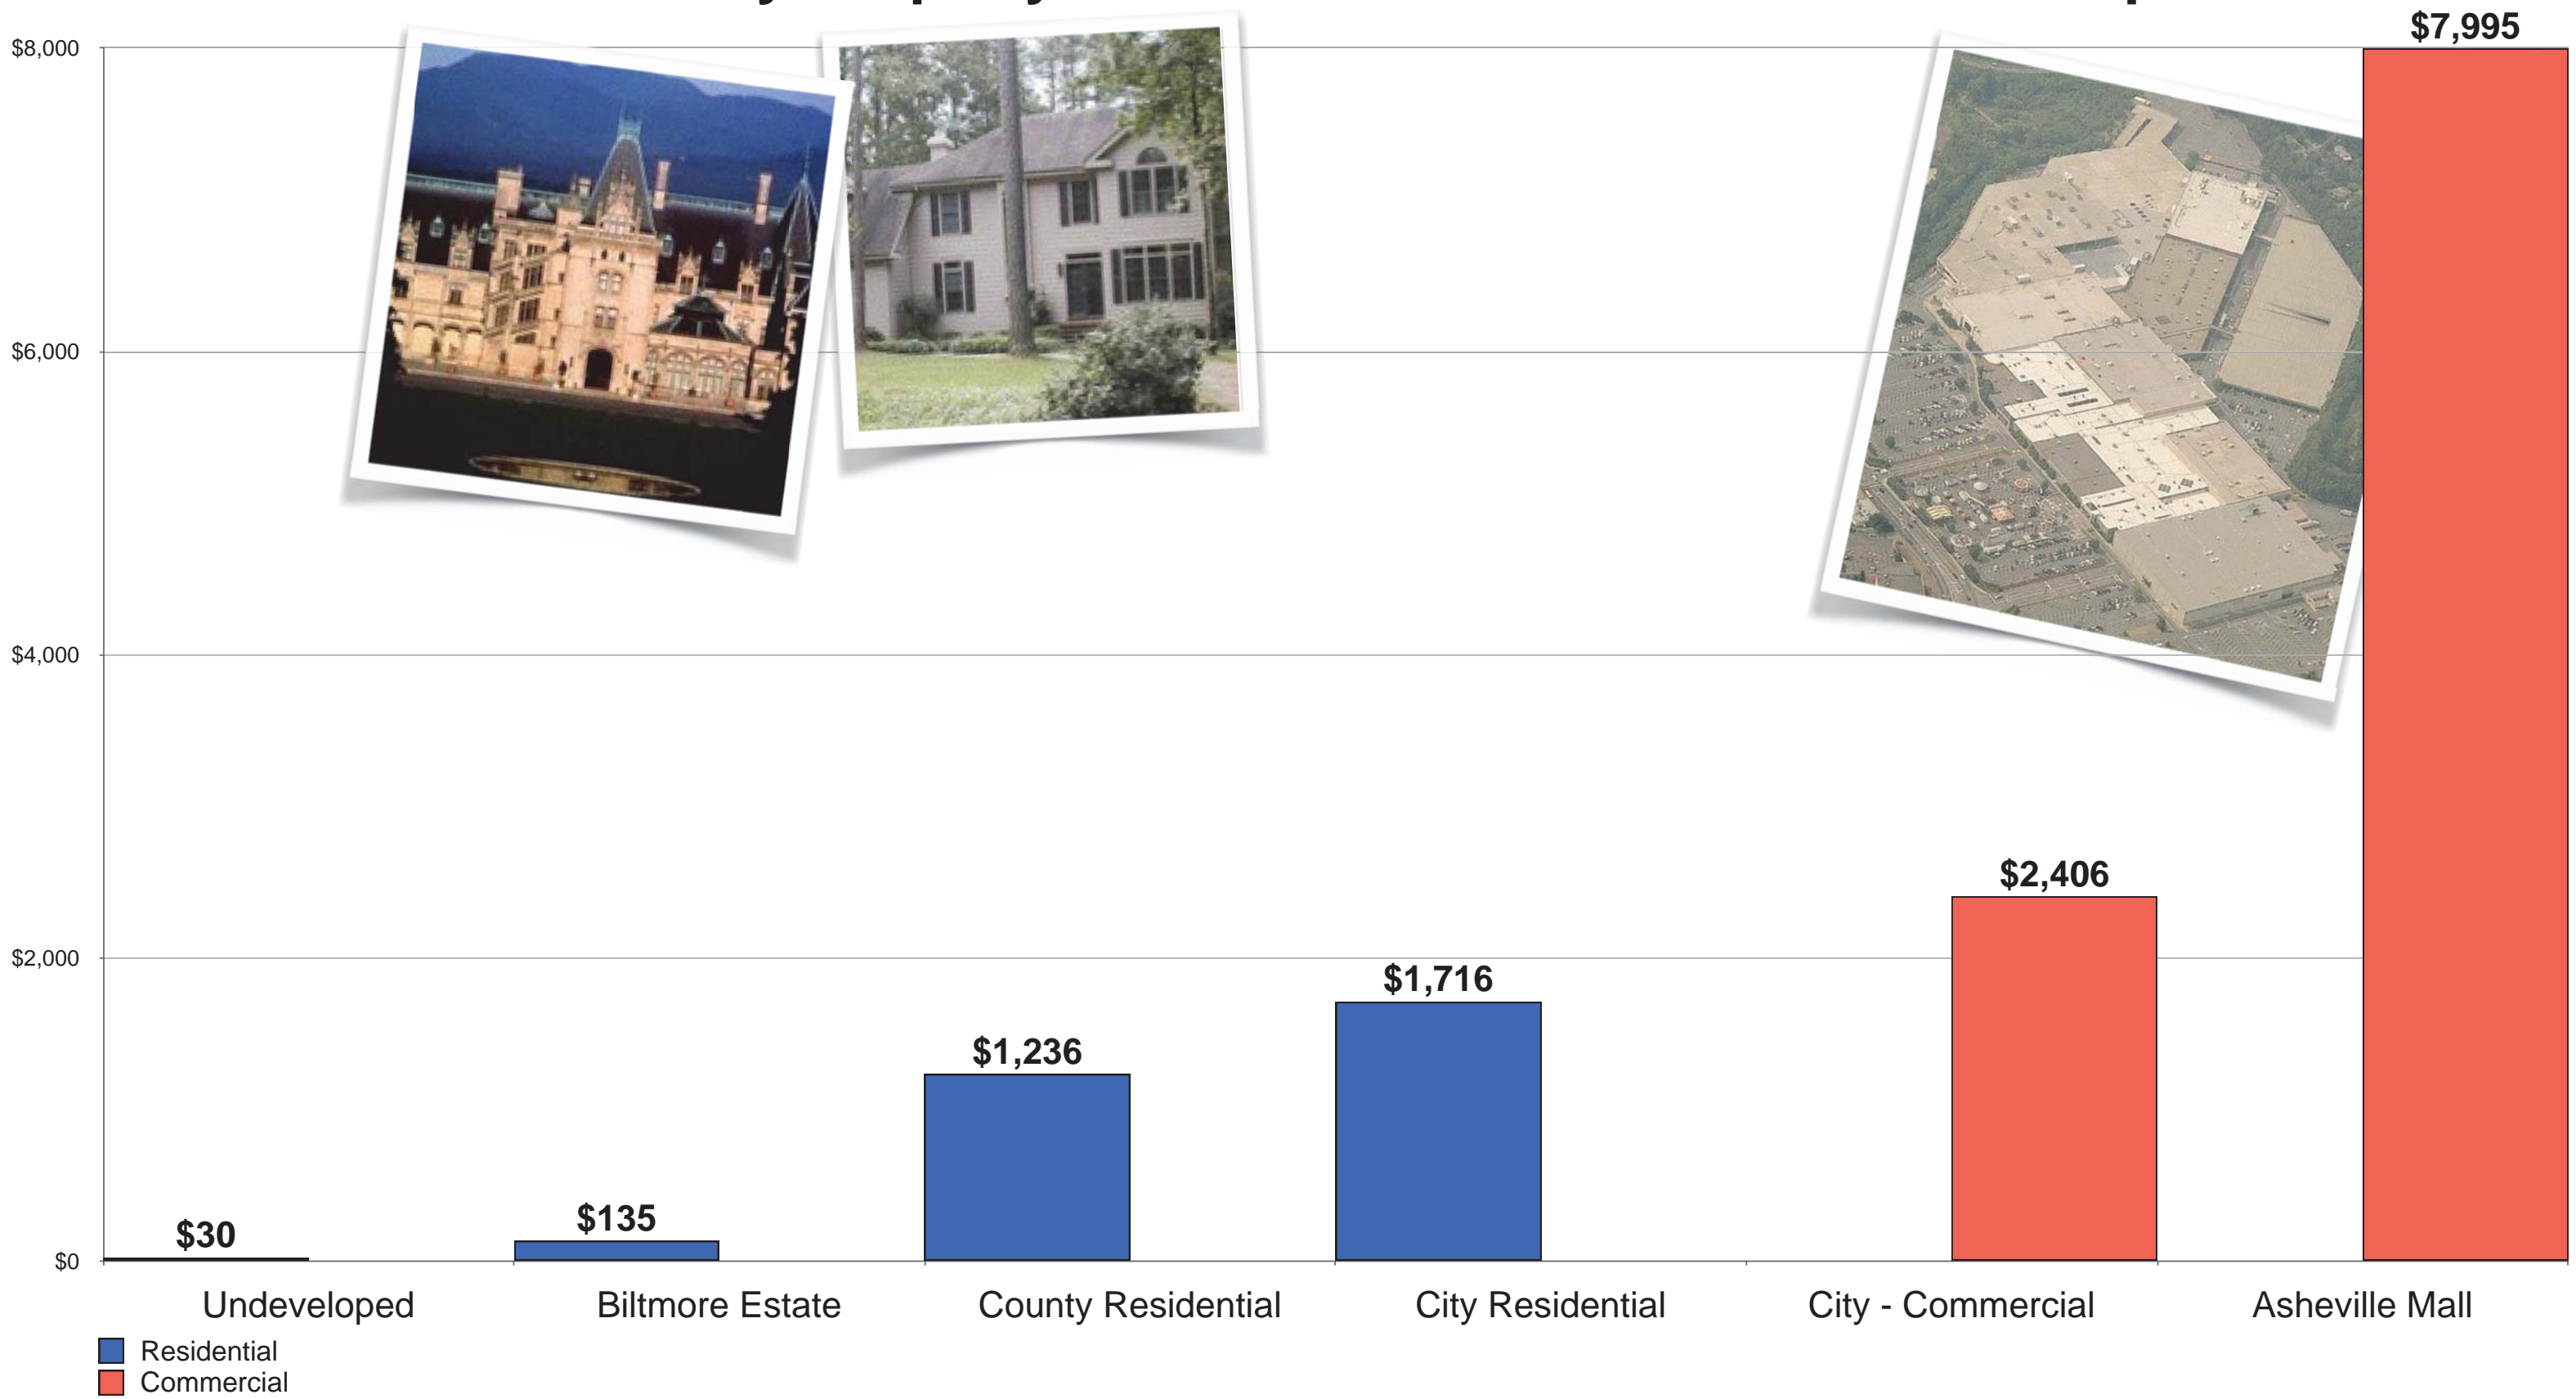 $8,000
$7,995
$6,000
$4,000
$2,406
$2,000
$1,716
$1,236
$135
$30
$0
Undeveloped
Biltmore Estate
County Residential
City Residential
City - Commercial
Asheville Mall
Residential
Commercial